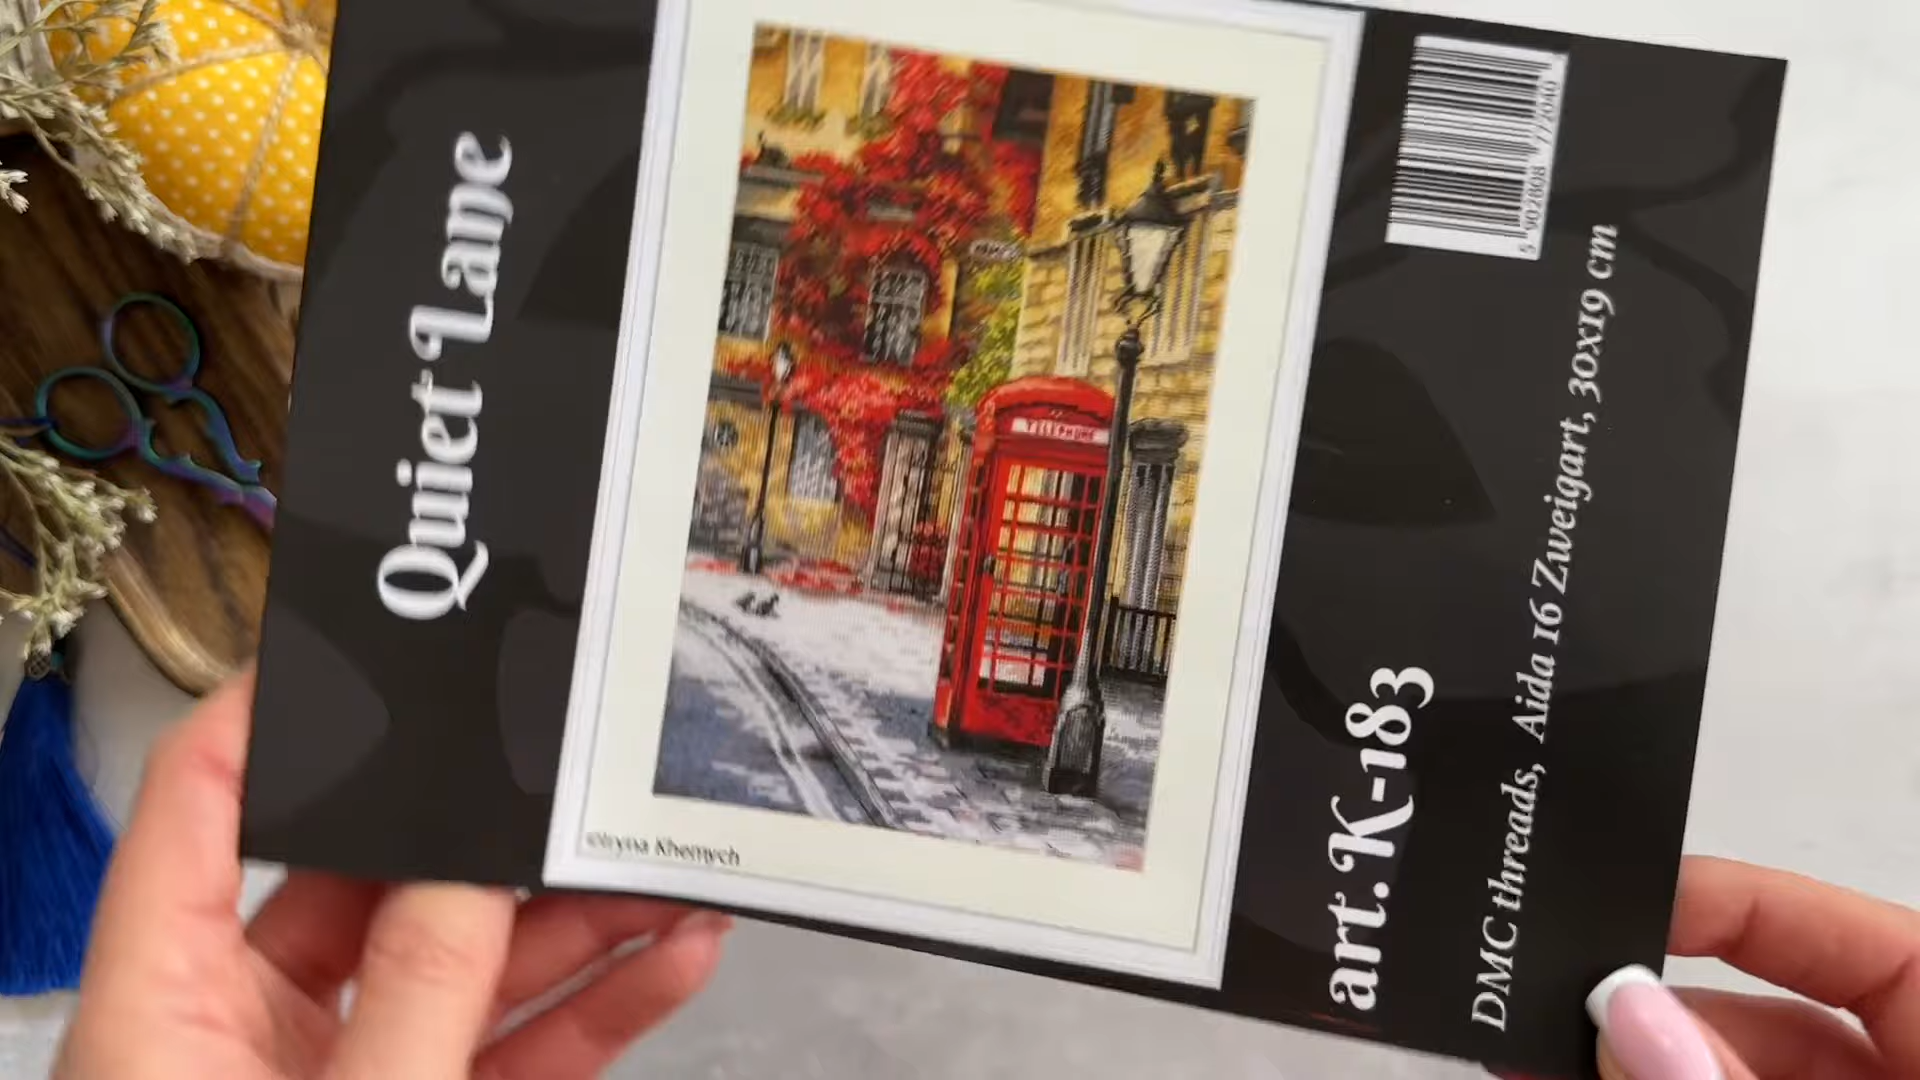 Quiet Lane
TELEPHONE
©Iryna Khemych
art.K-183
DMC threads, Aida 16 Zweigart, 30x19 cm